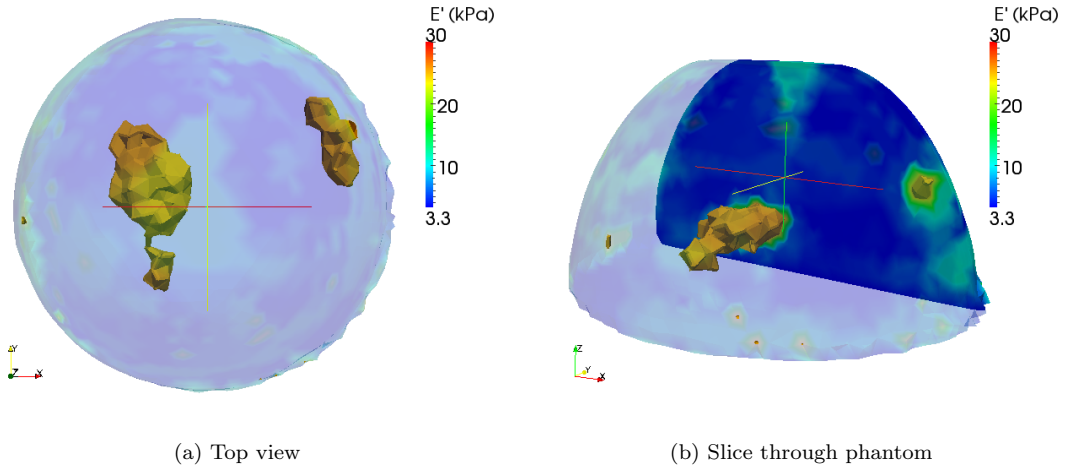 E' (kPa)
30
20
10
3.3
Y
Z
X
(a) Top view
E' (kPa)
30
20
10
3.3
Z
Y
X
(b) Slice through phantom